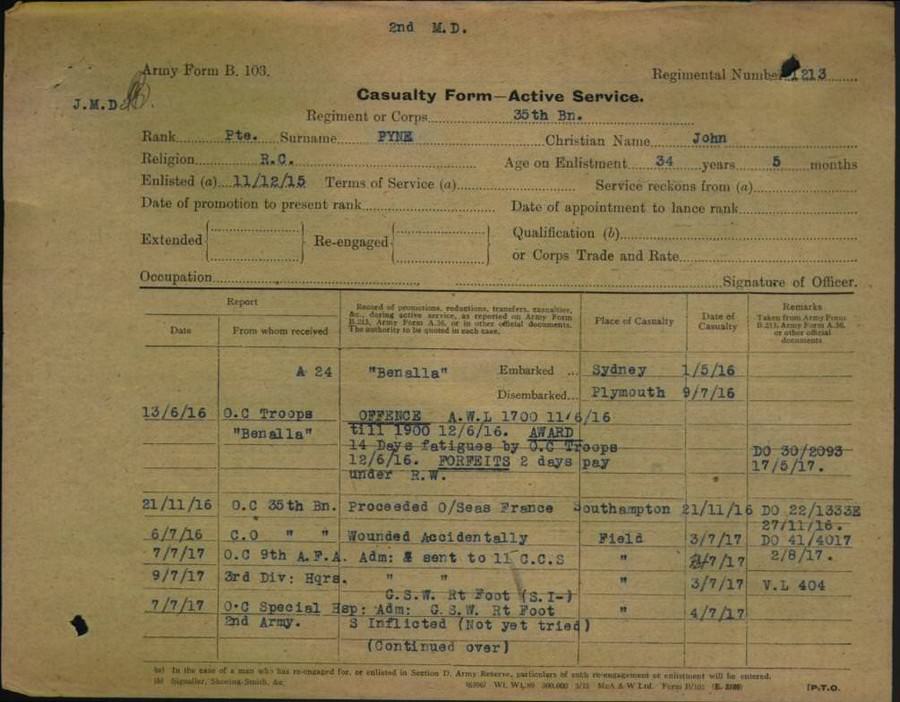 2nd M.D.
Army Form B. 103.
Regimental Number 1213
J.M.D
Casualty Form—Active Service.
Regiment or Corps 35th Bn.
Rank Pte. Surname PYNE Christian Name John
Religion R.C. Age on Enlistment 34 years 5 months
Enlisted (a) 11/12/15 Terms of Service (a) Service reckons from (a)
Date of promotion to present rank Date of appointment to lance rank
Extended Re-engaged Qualification (b)
or Corps Trade and Rate
Occupation Signature of Officer.
Report
Date From whom received
Record of promotions, reductions, transfers, casualties, &c., during active service, as reported on Army Form B.213, Army Form A.36, or in other official documents. The authority to be quoted in each case.
Place of Casualty
Date of Casualty
Remarks
Taken from Army Form B.213, Army Form A.36, or other official documents
A 24 "Benalla" Embarked ... Sydney 1/5/16
Disembarked... Plymouth 9/7/16
13/6/16 O.C Troops OFFENCE A.W.L 1700 11/6/16
"Benalla" till 1900 12/6/16. AWARD
14 Days fatigues by O.C Troops DO 30/2093
12/6/16. FORFEITS 2 days pay 17/5/17.
under R.W.
21/11/16 O.C 35th Bn. Proceeded O/Seas France Southampton 21/11/16 DO 22/1333E
27/11/16.
6/7/16 C.O " " Wounded Accidentally Field 3/7/17 DO 41/4017
7/7/17 O.C 9th A.F.A. Adm: & sent to 11 C.C.S " /7/17 2/8/17.
9/7/17 3rd Div: Hqrs. " " " 3/7/17 V.L 404
G.S.W. Rt Foot (S.I-)
7/7/17 O.C Special Hsp: Adm: G.S.W. Rt Foot " 4/7/17
2nd Army. S Inflicted (Not yet tried)
(Continued over)
(a) In the case of a man who has re-engaged for, or enlisted in Section D. Army Reserve, particulars of such re-engagement or enlistment will be entered.
(b) Signaller, Shoeing-Smith, &c.
[P.T.O.